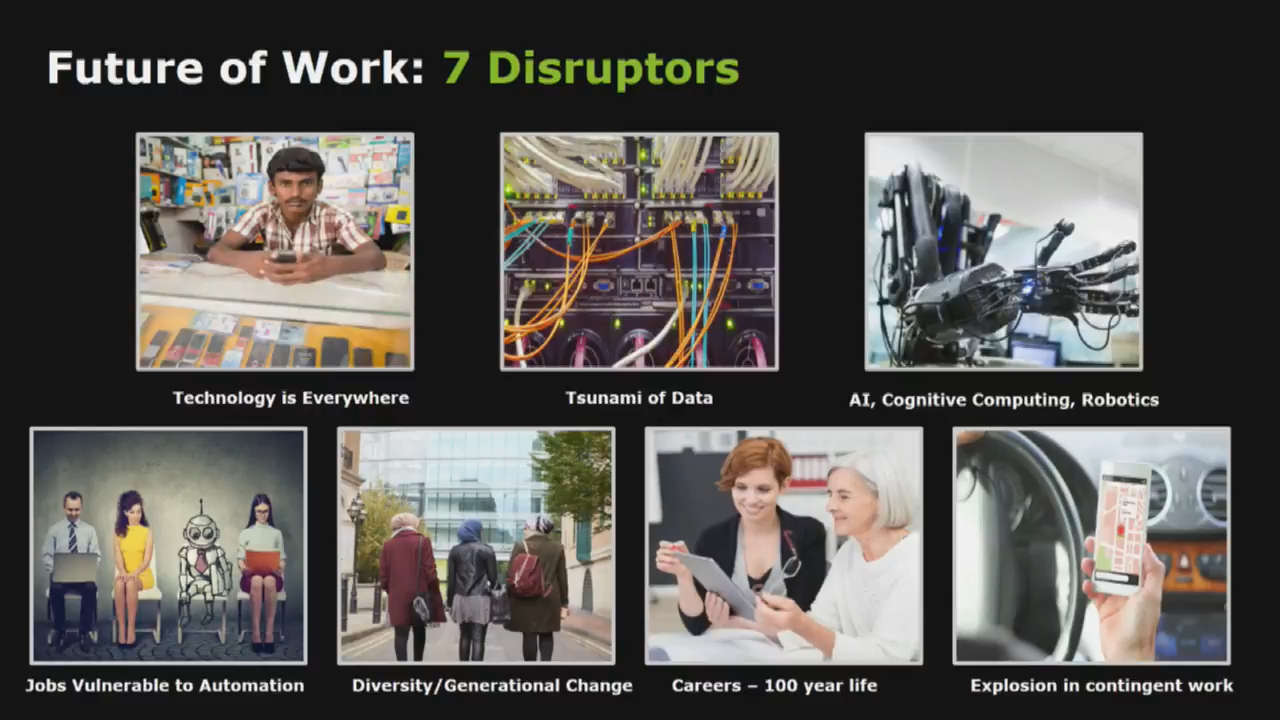 Future of Work: 7 Disruptors
Technology is Everywhere
Tsunami of Data
AI, Cognitive Computing, Robotics
Jobs Vulnerable to Automation
Diversity/Generational Change
Careers – 100 year life
Explosion in contingent work